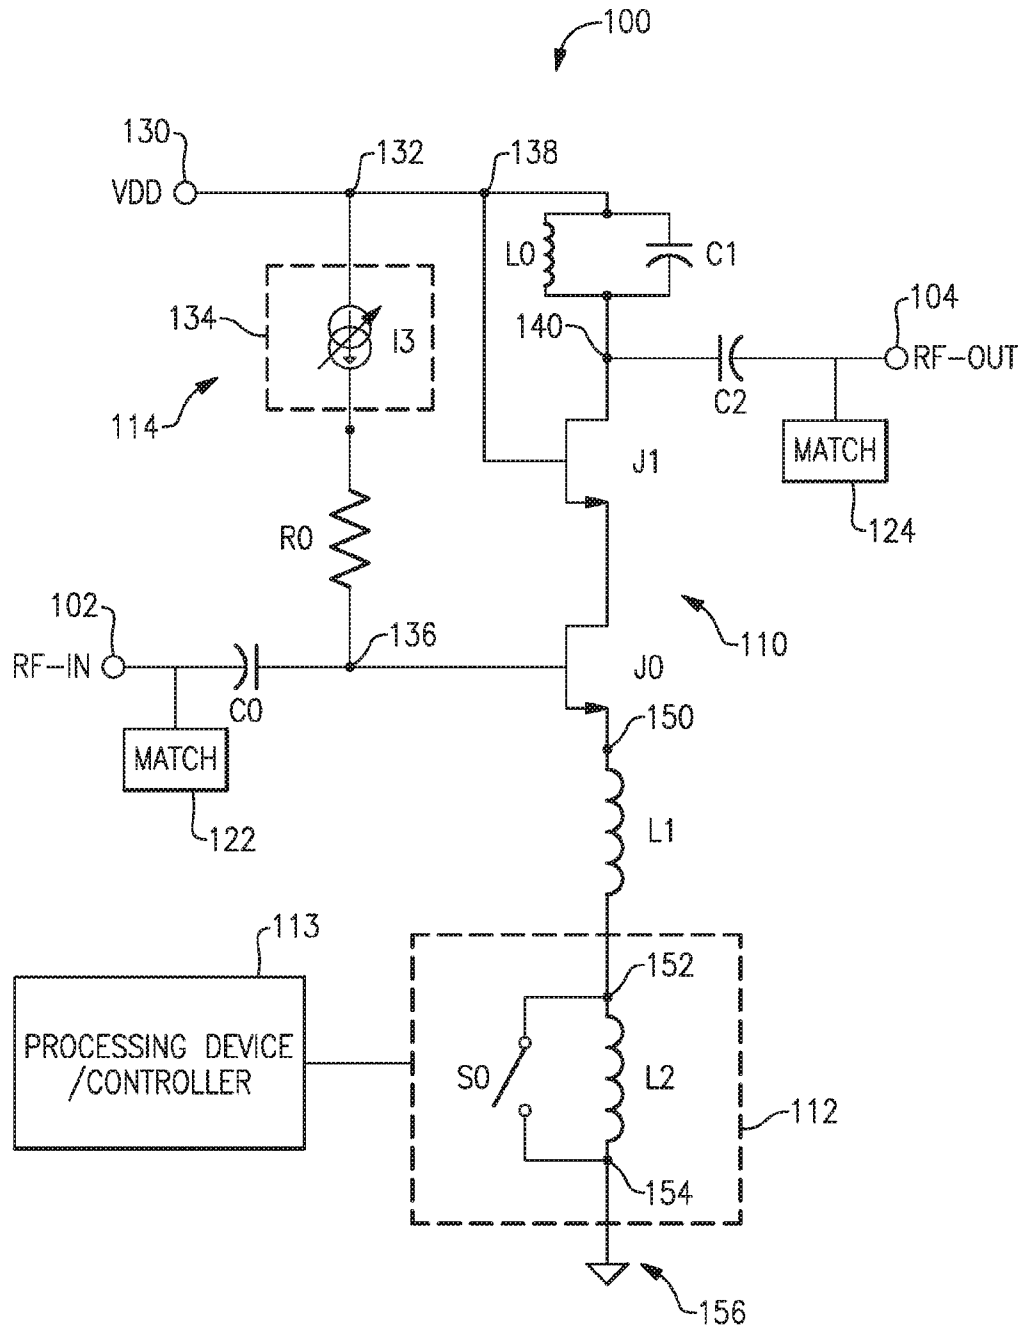 100
130
VDD
132
138
L0
C1
134
I3
140
104
RF-OUT
C2
114
MATCH
J1
124
R0
102
136
110
RF-IN
J0
C0
150
MATCH
122
L1
113
152
PROCESSING DEVICE
/CONTROLLER
S0
L2
112
154
156